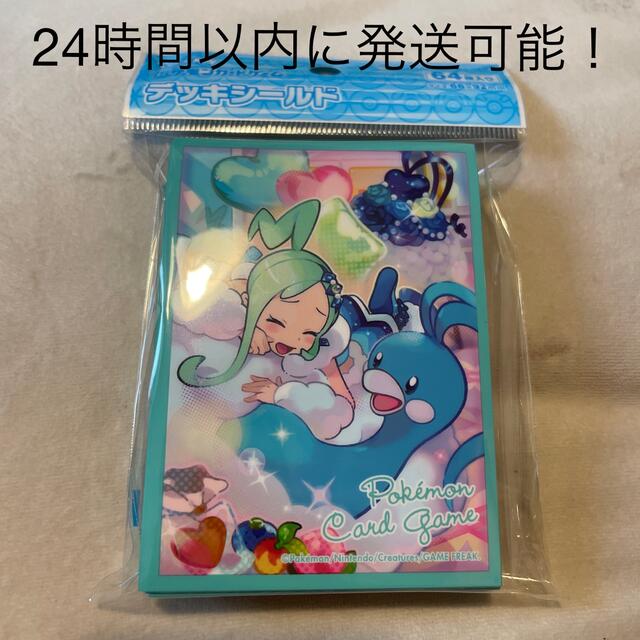 24時間以内に発送可能！
デッキシールド
64
Pokémon
Card Game
©Pokémon/Nintendo/Creatures/GAME FREAK.